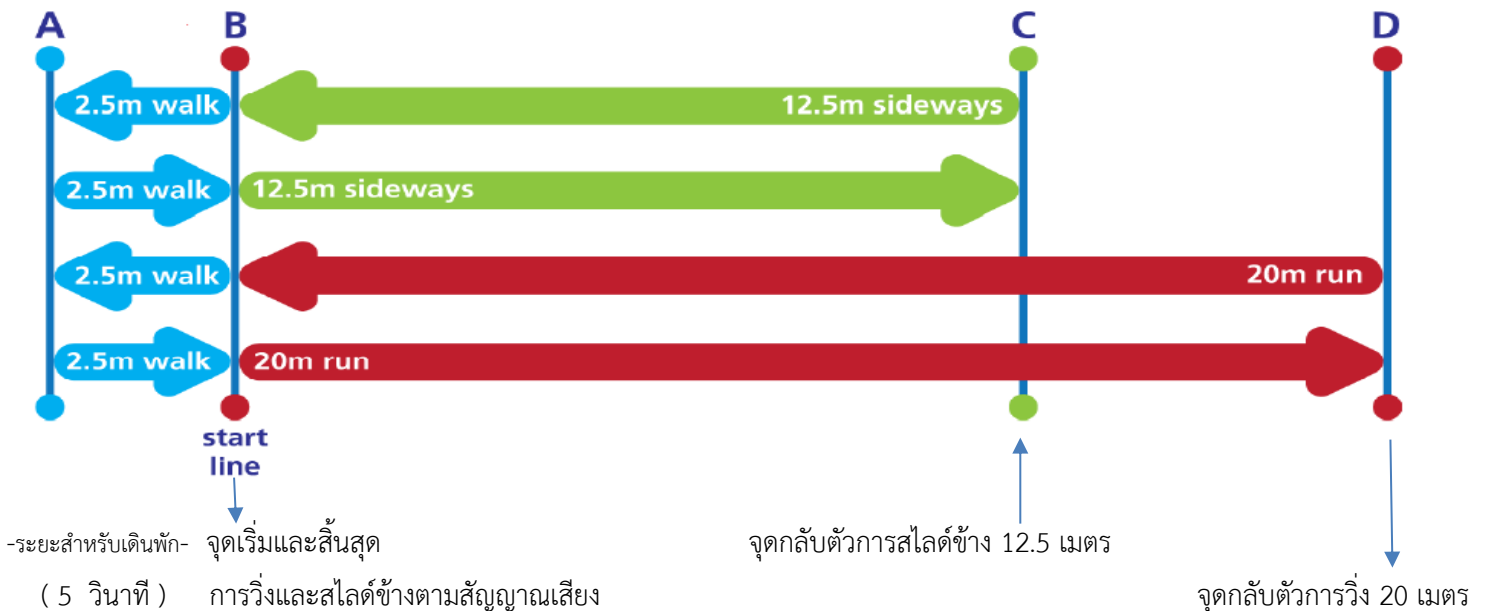 A B C D
2.5m walk 12.5m sideways
2.5m walk 12.5m sideways
2.5m walk 20m run
2.5m walk 20m run
start
line
-ระยะสำหรับเดินพัก- จุดเริ่มและสิ้นสุด จุดกลับตัวการสไลด์ข้าง 12.5 เมตร
( 5 วินาที ) การวิ่งและสไลด์ข้างตามสัญญาณเสียง จุดกลับตัวการวิ่ง 20 เมตร